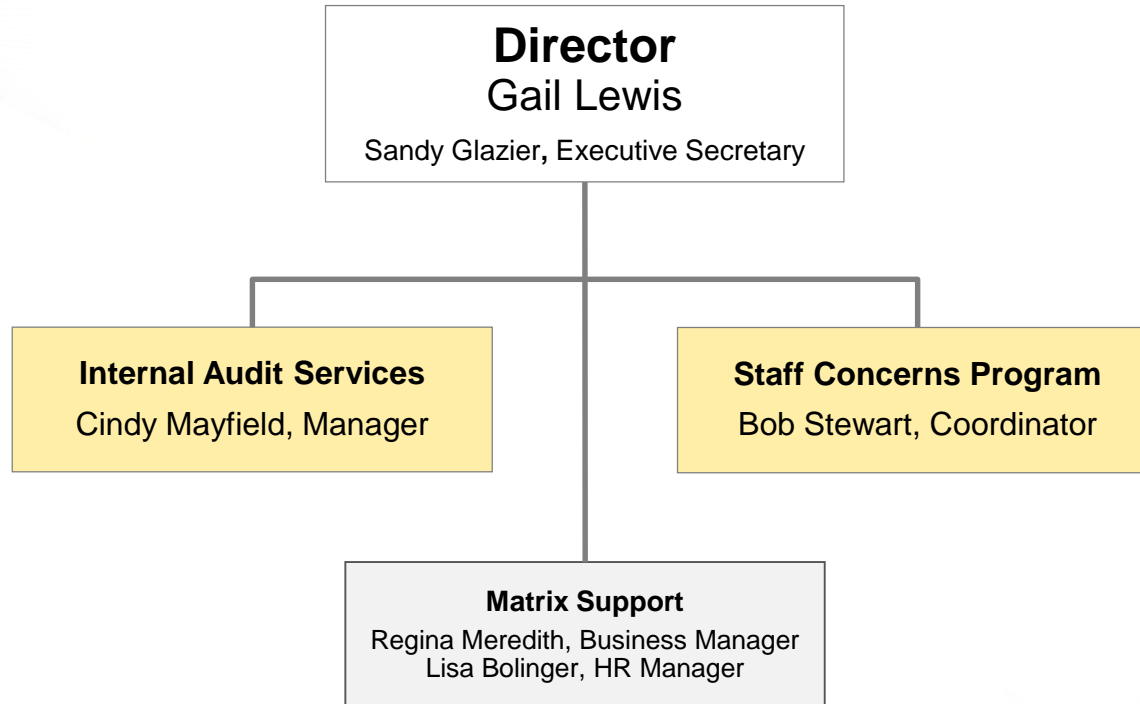 Director
Gail Lewis
Sandy Glazier, Executive Secretary
Internal Audit Services
Cindy Mayfield, Manager
Staff Concerns Program
Bob Stewart, Coordinator
Matrix Support
Regina Meredith, Business Manager
Lisa Bolinger, HR Manager